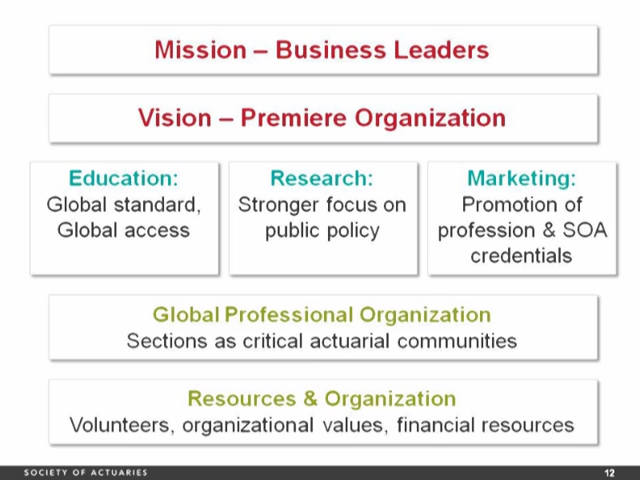 Mission – Business Leaders
Vision – Premiere Organization
Education:
Global standard,
Global access
Research:
Stronger focus on
public policy
Marketing:
Promotion of
profession & SOA
credentials
Global Professional Organization
Sections as critical actuarial communities
Resources & Organization
Volunteers, organizational values, financial resources
SOCIETY OF ACTUARIES
12